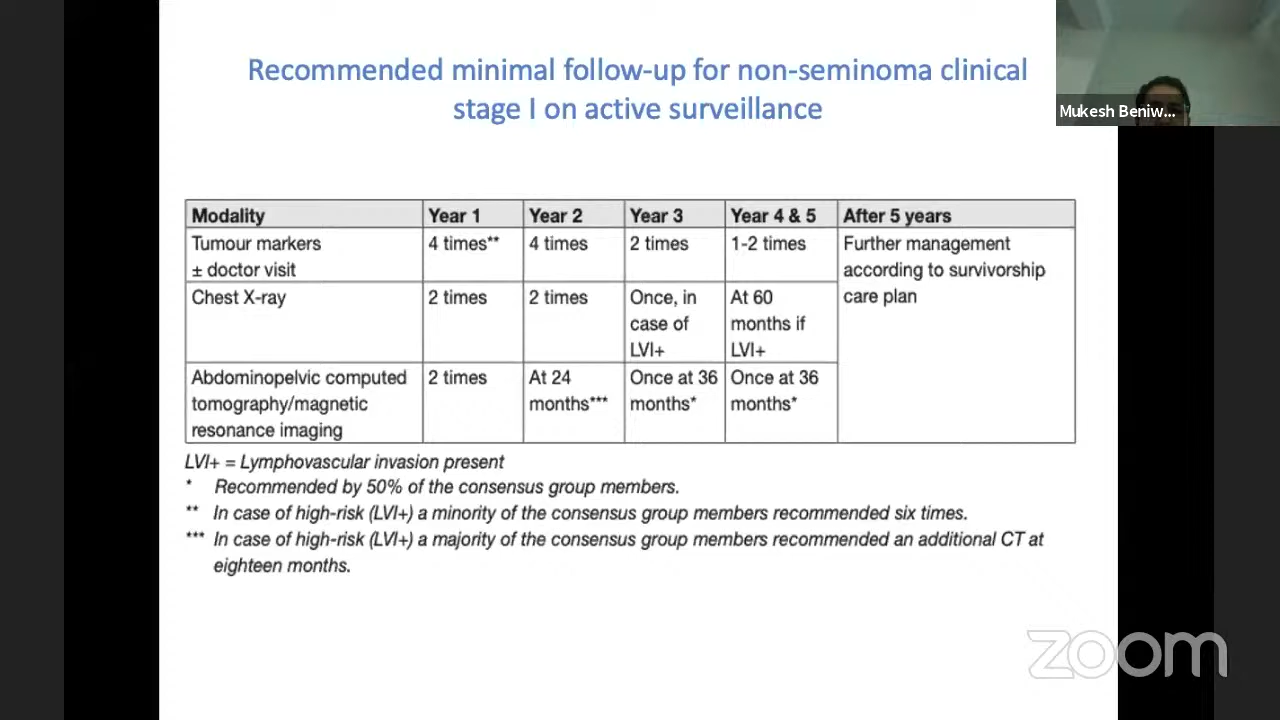 Recommended minimal follow-up for non-seminoma clinical
stage I on active surveillance
Mukesh Beniw...
Modality Year 1 Year 2 Year 3 Year 4 & 5 After 5 years
Tumour markers
± doctor visit
4 times**
4 times
2 times
1-2 times
Further management
according to survivorship
care plan
Chest X-ray
2 times
2 times
Once, in
case of
LVI+
At 60
months if
LVI+
Abdominopelvic computed
tomography/magnetic
resonance imaging
2 times
At 24
months***
Once at 36
months*
Once at 36
months*
LVI+ = Lymphovascular invasion present
* Recommended by 50% of the consensus group members.
** In case of high-risk (LVI+) a minority of the consensus group members recommended six times.
*** In case of high-risk (LVI+) a majority of the consensus group members recommended an additional CT at
eighteen months.
zoom